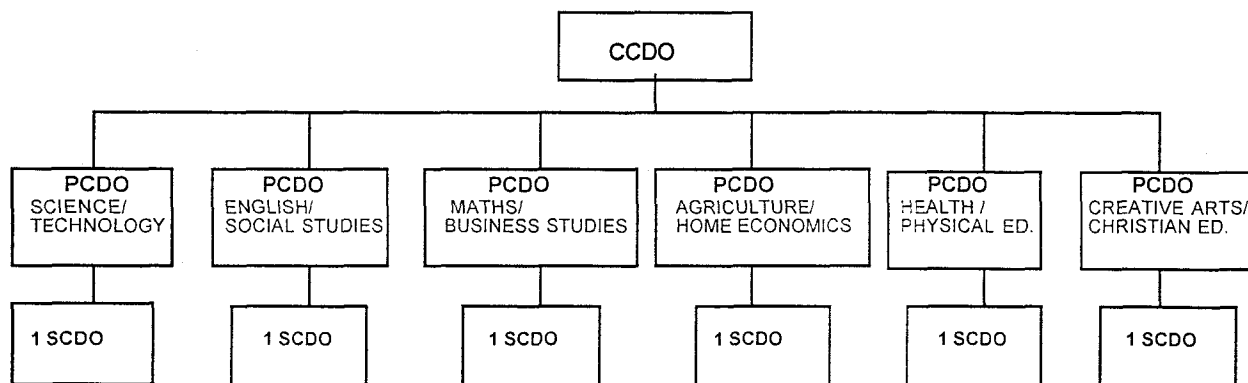 CCDO
PCDO
SCIENCE/
TECHNOLOGY
PCDO
ENGLISH/
SOCIAL STUDIES
PCDO
MATHS/
BUSINESS STUDIES
PCDO
AGRICULTURE/
HOME ECONOMICS
PCDO
HEALTH /
PHYSICAL ED.
PCDO
CREATIVE ARTS/
CHRISTIAN ED.
1 SCDO
1 SCDO
1 SCDO
1 SCDO
1 SCDO
1 SCDO